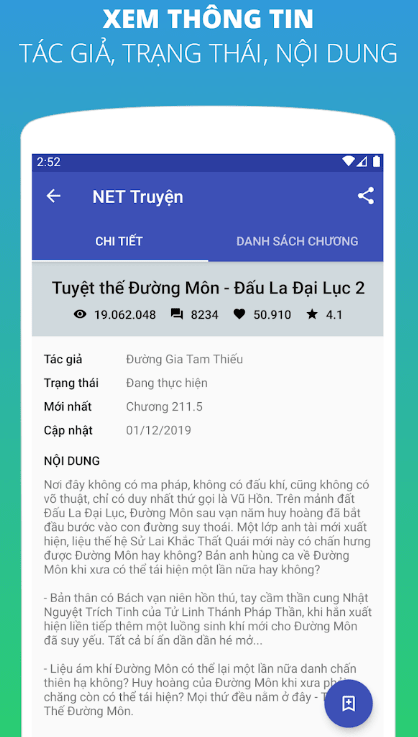 XEM THÔNG TIN
TÁC GIẢ, TRẠNG THÁI, NỘI DUNG
2:52
NET Truyện
CHI TIẾT DANH SÁCH CHƯƠNG
Tuyệt thế Đường Môn - Đấu La Đại Lục 2
19.062.048 8234 50.910 4.1
Tác giả Đường Gia Tam Thiếu
Trạng thái Đang thực hiện
Mới nhất Chương 211.5
Cập nhật 01/12/2019
NỘI DUNG
Nơi đây không có ma pháp, không có đấu khí, cũng không có
võ thuật, chỉ có duy nhất thứ gọi là Vũ Hồn. Trên mảnh đất
Đấu La Đại Lục, Đường Môn sau vạn năm huy hoàng đã bắt
đầu bước vào con đường suy thoái. Một lớp anh tài mới xuất
hiện, liệu thế hệ Sử Lai Khắc Thất Quái mới này có chấn hưng
được Đường Môn hay không? Bản anh hùng ca về Đường
Môn khi xưa có thể tái hiện một lần nữa hay không?
- Bản thân có Bách vạn niên hồn thú, tay cầm thần cung Nhật
Nguyệt Trích Tinh của Tử Linh Thánh Pháp Thần, khi hắn xuất
hiện liền tiếp thêm một luồng sinh khí mới cho Đường Môn
đã suy yếu. Tất cả bí ẩn dần dần hé mở...
- Liệu ám khí Đường Môn có thể lại một lần nữa danh chấn
thiên hạ không? Huy hoàng của Đường Môn khi xưa phải
chăng còn có thể tái hiện? Mọi thứ đều nằm ở đây -
Thế Đường Môn.